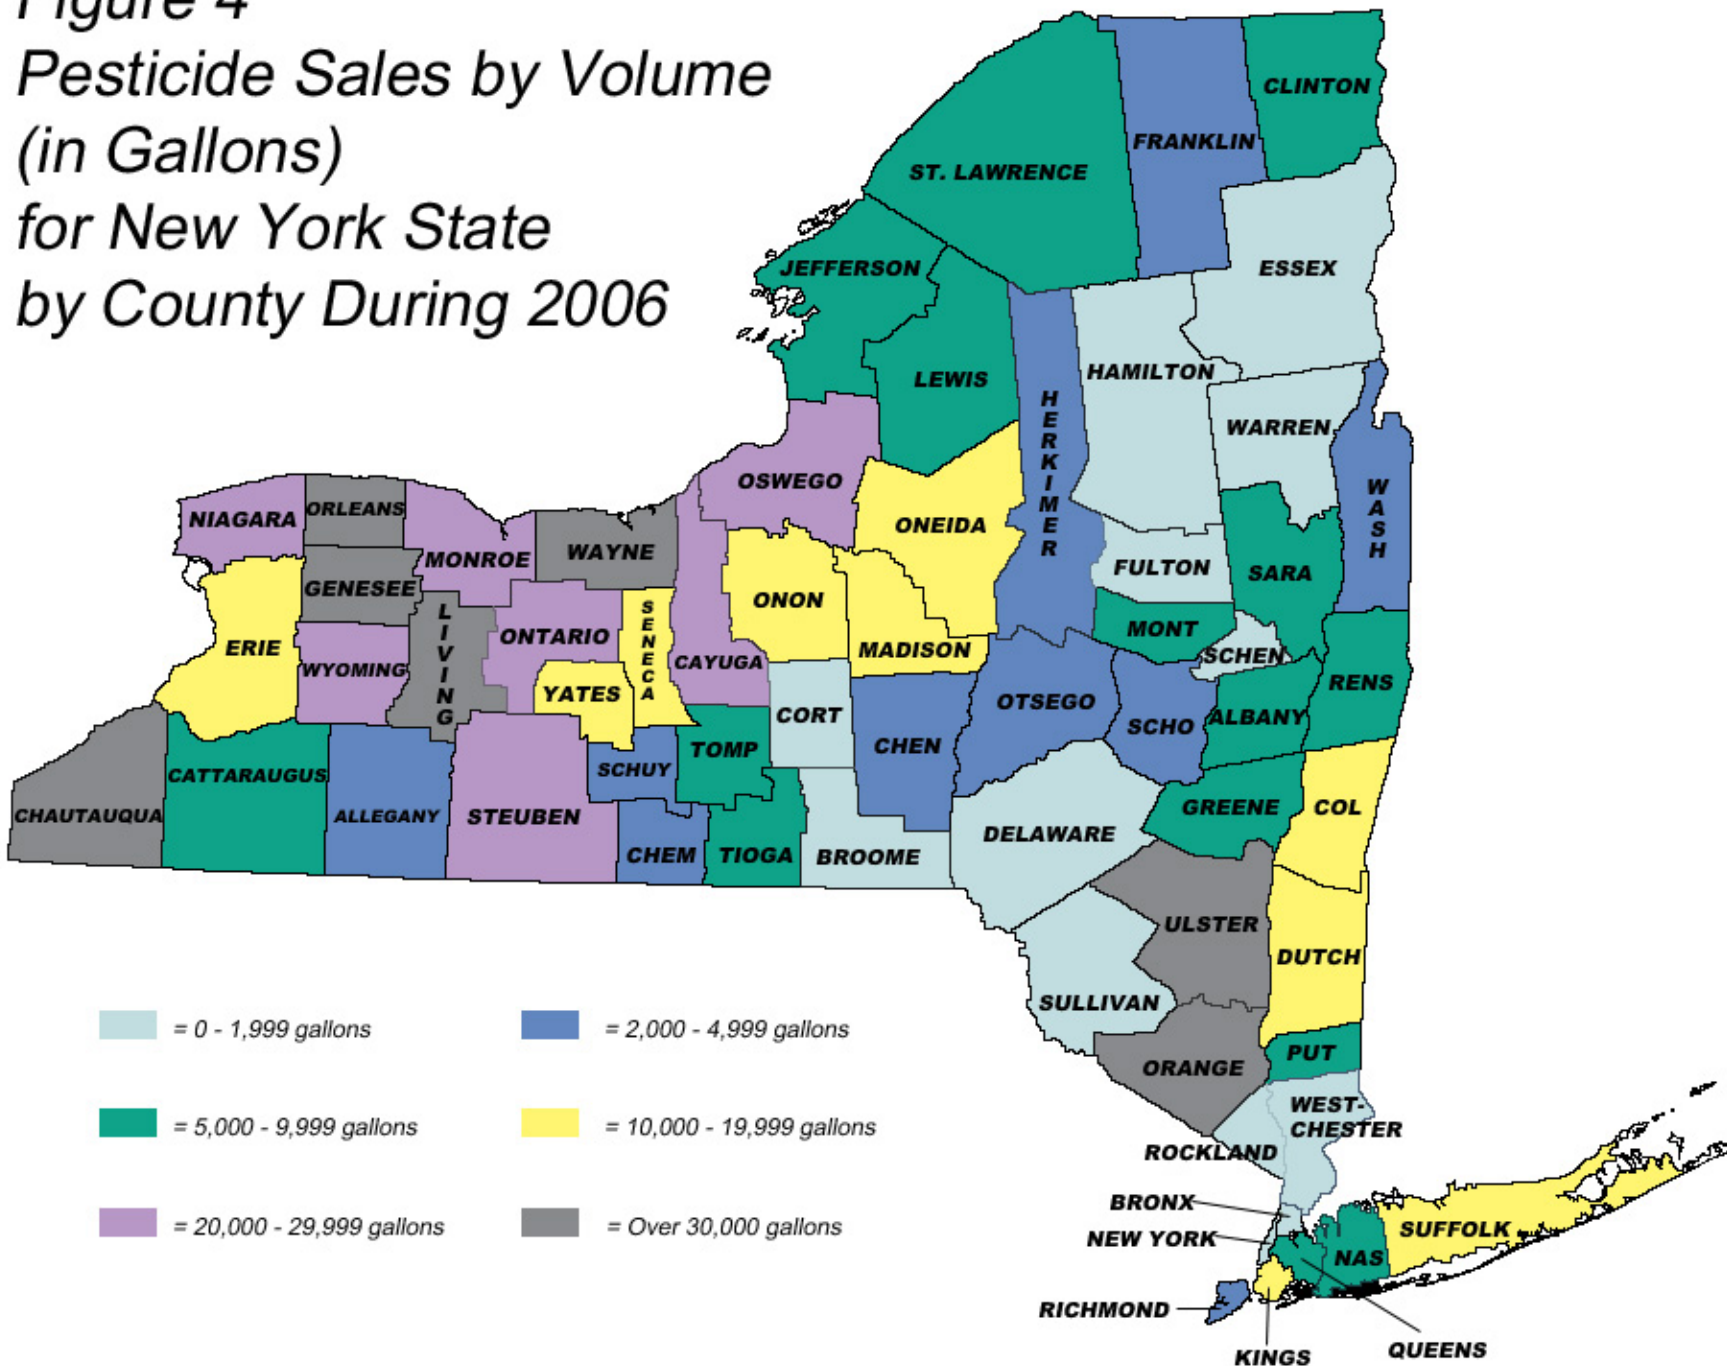 Figure 4
Pesticide Sales by Volume
(in Gallons)
for New York State
by County During 2006
CLINTON
FRANKLIN
ST. LAWRENCE
ESSEX
JEFFERSON
HAMILTON
LEWIS
HERKIMER
WARREN
WASH
OSWEGO
ORLEANS
NIAGARA
ONEIDA
WAYNE
MONROE
FULTON
SARA
GENESEE
ONON
SENECA
LIVING
ONTARIO
MONT
ERIE
MADISON
SCHEN
CAYUGA
WYOMING
RENS
YATES
OTSEGO
CORT
ALBANY
SCHO
CHEN
TOMP
SCHUY
CATTARAUGUS
GREENE
COL
CHAUTAUQUA
ALLEGANY
STEUBEN
DELAWARE
CHEM
TIOGA
BROOME
ULSTER
DUTCH
SULLIVAN
ORANGE
PUT
WEST-
CHESTER
ROCKLAND
BRONX
NEW YORK
SUFFOLK
NAS
RICHMOND
QUEENS
KINGS
= 0 - 1,999 gallons
= 2,000 - 4,999 gallons
= 5,000 - 9,999 gallons
= 10,000 - 19,999 gallons
= 20,000 - 29,999 gallons
= Over 30,000 gallons